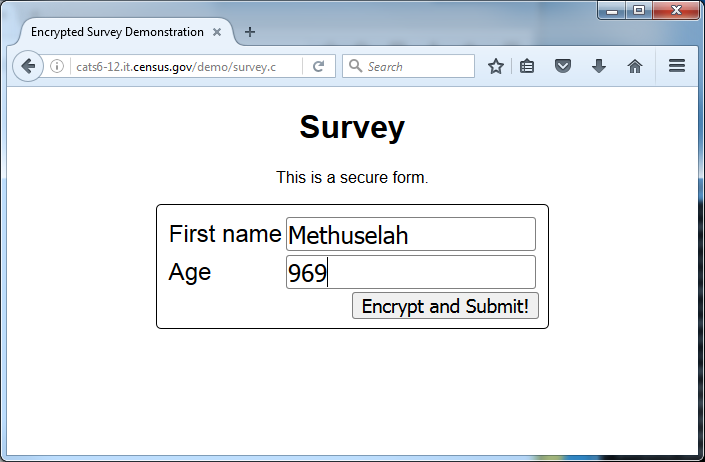 Encrypted Survey Demonstration
cats6-12.it.census.gov/demo/survey.c
Search
Survey
This is a secure form.
First name Methuselah
Age 969
Encrypt and Submit!